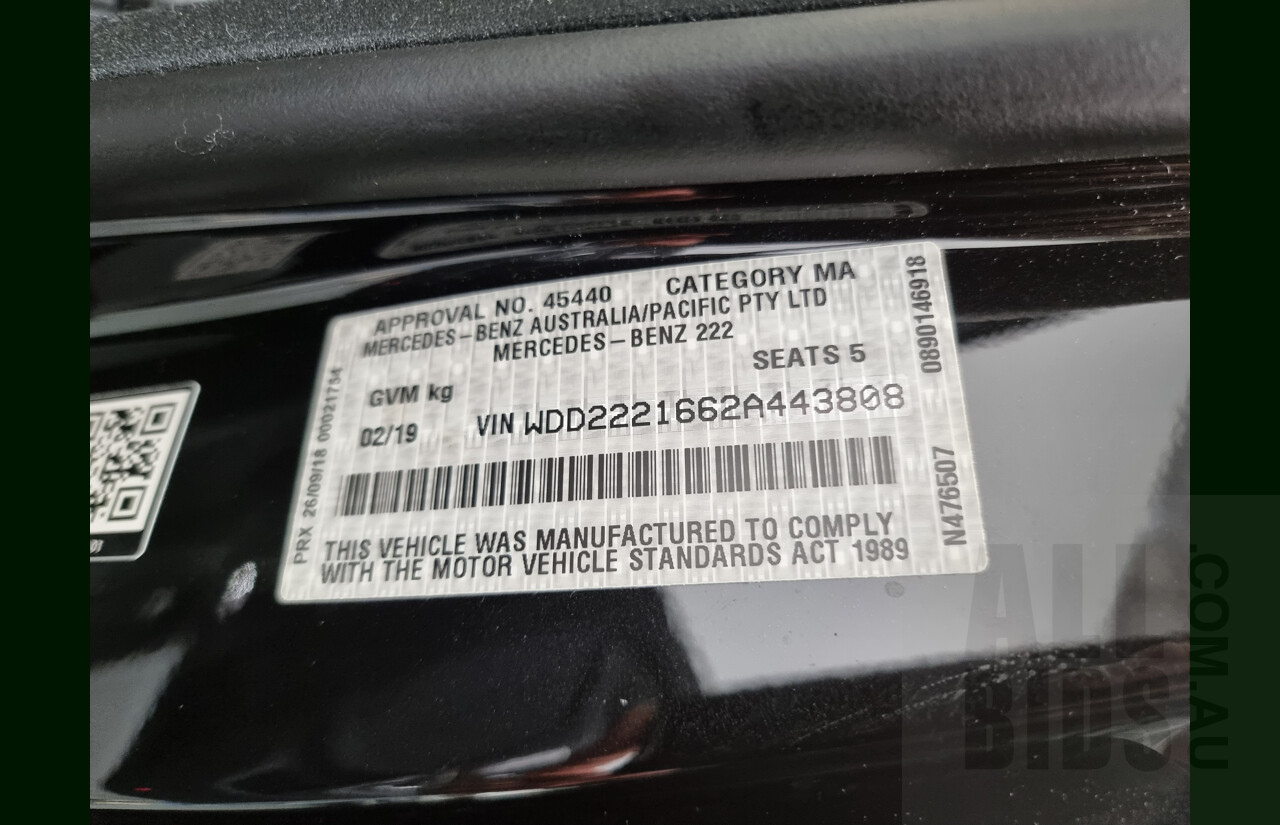 APPROVAL NO. 45440 CATEGORY MA
MERCEDES-BENZ AUSTRALIA/PACIFIC PTY LTD
MERCEDES-BENZ 222
SEATS 5
GVM kg
02/19 VIN WDD2221662A443808
THIS VEHICLE WAS MANUFACTURED TO COMPLY
WITH THE MOTOR VEHICLE STANDARDS ACT 1989
PRX 26/09/18 00021754
0890146918
N476507
ALL
BIDS
.COM.AU